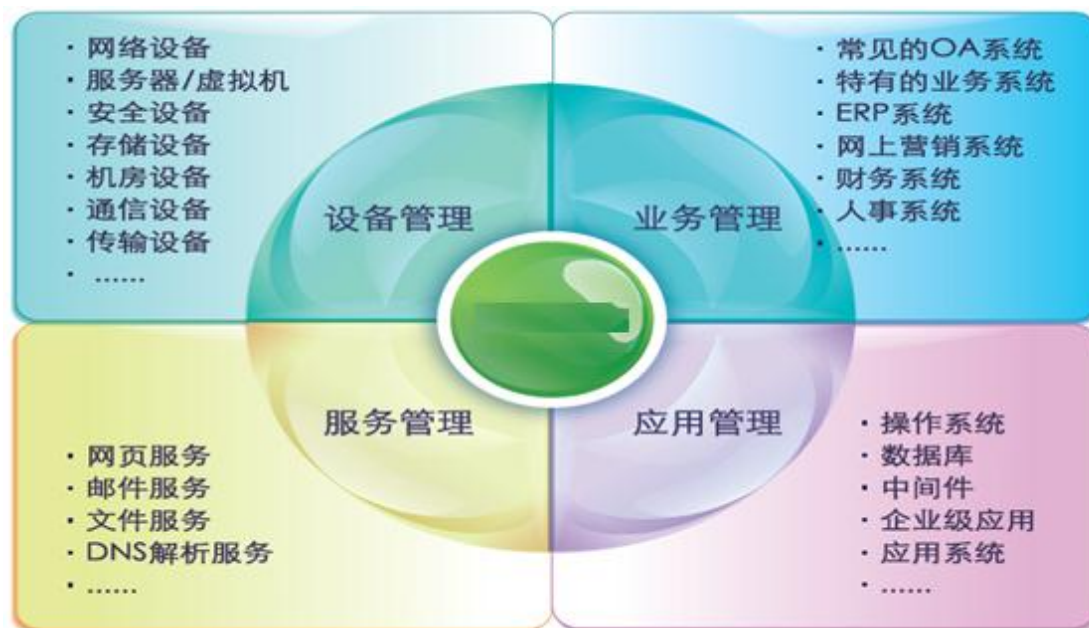 · 网络设备
· 服务器/虚拟机
· 安全设备
· 存储设备
· 机房设备
· 通信设备
· 传输设备
· ......
设备管理
· 常见的OA系统
· 特有的业务系统
· ERP系统
· 网上营销系统
· 财务系统
· 人事系统
· ......
业务管理
服务管理
· 网页服务
· 邮件服务
· 文件服务
· DNS解析服务
· ......
应用管理
· 操作系统
· 数据库
· 中间件
· 企业级应用
· 应用系统
· ......